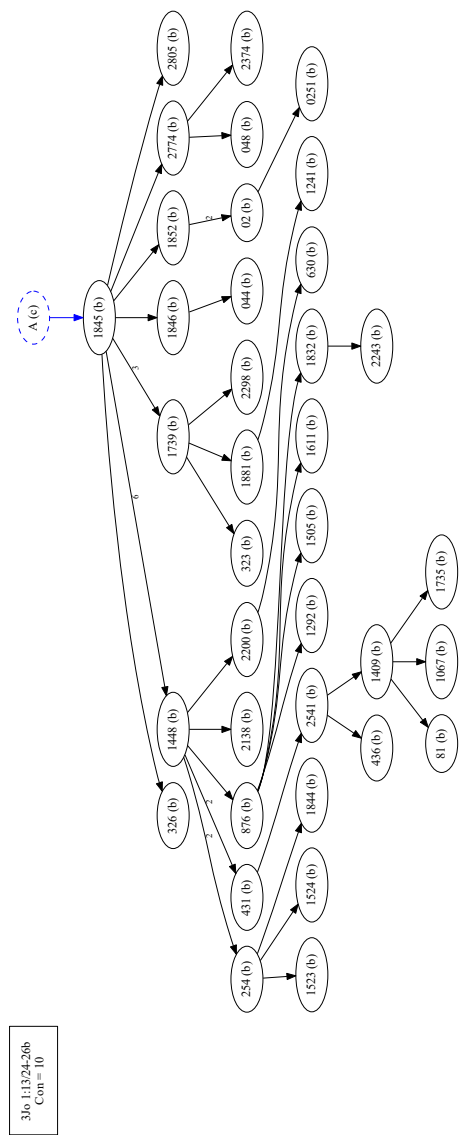 3Jo 1:13/24-26b
Con = 10
A (c)
1845 (b)
6
3
326 (b)
1448 (b)
1739 (b)
1846 (b)
1852 (b)
2774 (b)
2805 (b)
2
2
2
254 (b)
431 (b)
876 (b)
2138 (b)
2200 (b)
323 (b)
1881 (b)
2298 (b)
044 (b)
02 (b)
048 (b)
2374 (b)
1523 (b)
1524 (b)
1844 (b)
2541 (b)
1292 (b)
1505 (b)
1611 (b)
1832 (b)
630 (b)
1241 (b)
0251 (b)
436 (b)
1409 (b)
2243 (b)
81 (b)
1067 (b)
1735 (b)